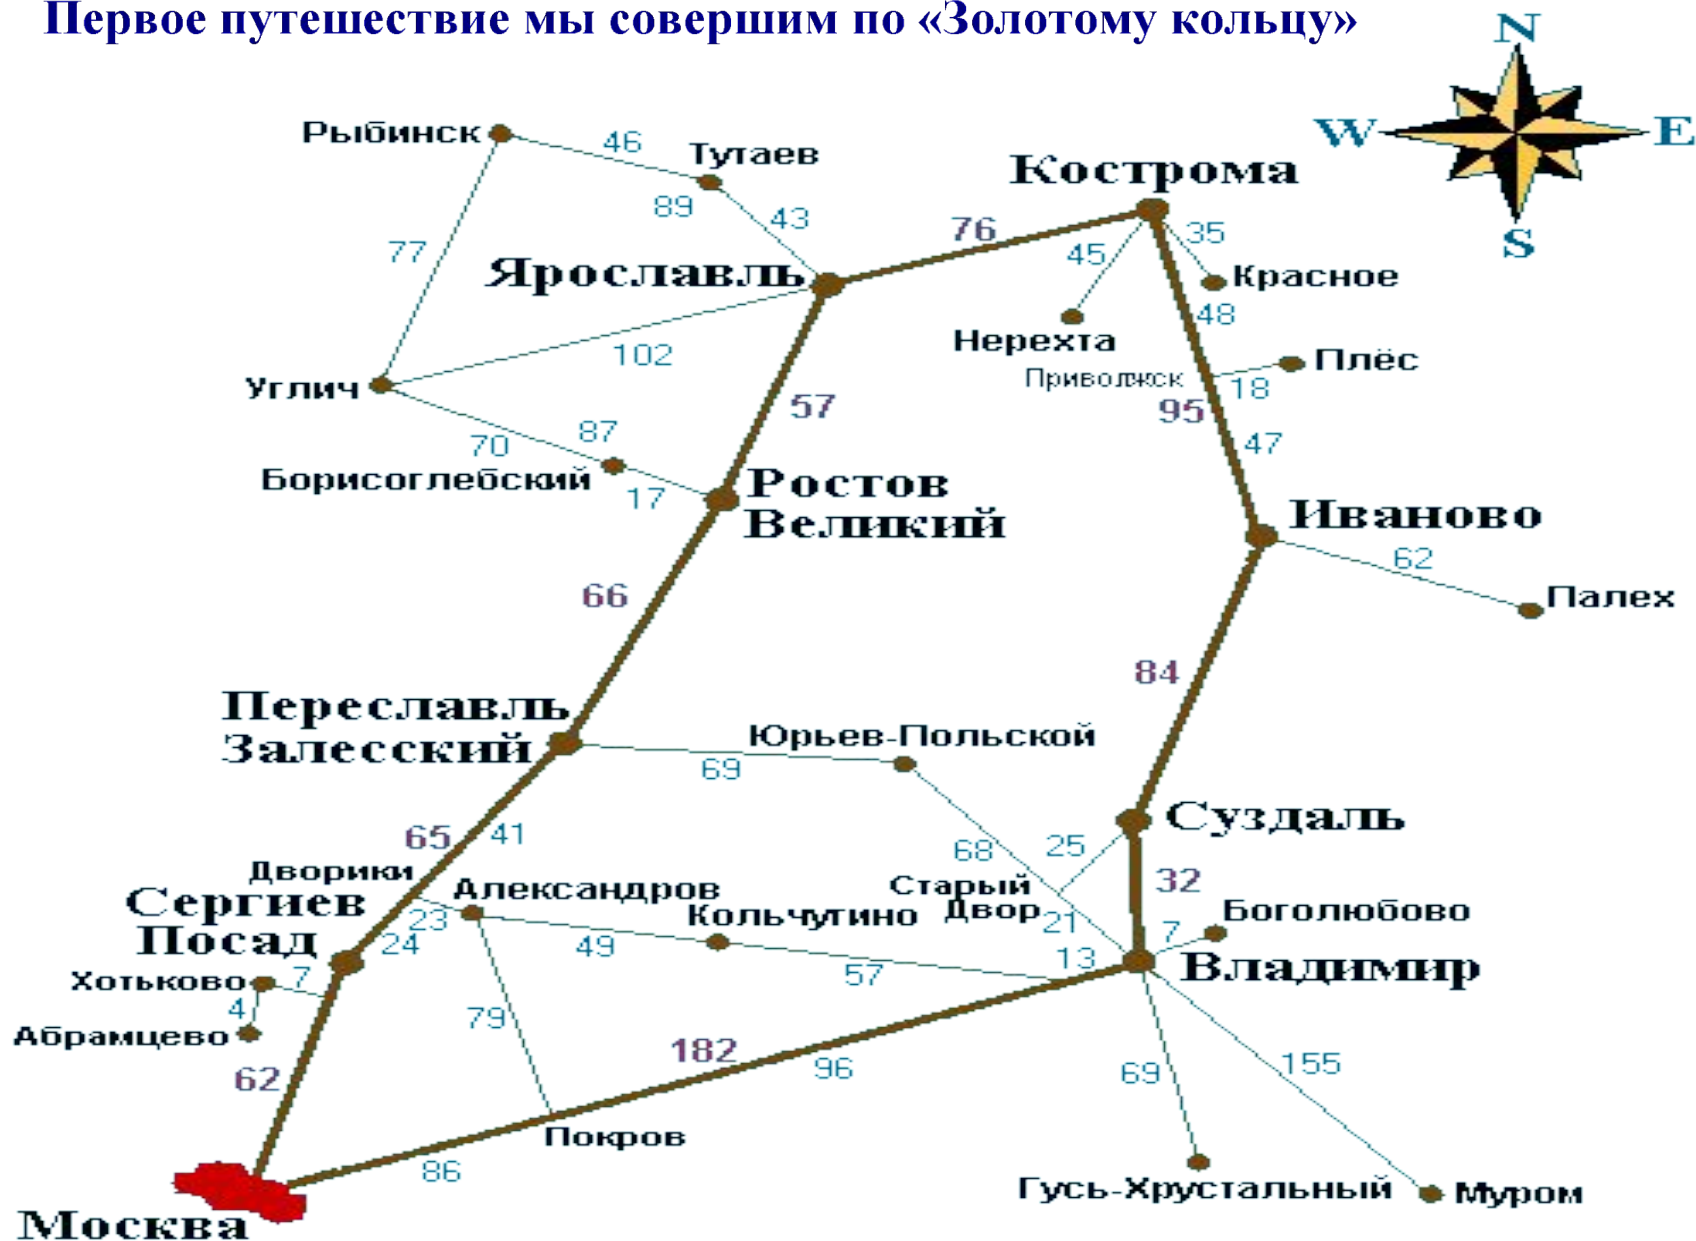 Первое путешествие мы совершим по «Золотому кольцу»
N
W
E
S
Рыбинск
46
Тутаев
Кострома
89
43
76
35
77
45
Ярославль
Красное
48
Нерехта
102
Плёс
Углич
Приволжск
18
57
95
87
70
47
Борисоглебский
17
Ростов
Великий
Иваново
62
66
Палех
84
Переславль
Залесский
Юрьев-Польской
69
65
41
Суздаль
25
68
Дворики
Старый
Двор
32
Сергиев
Посад
Александров
Кольчугино
Боголюбово
23
24
49
21
7
13
57
Владимир
Хотьково
7
4
Абрамцево
79
182
96
62
69
155
Покров
86
Гусь-Хрустальный
Муром
Москва